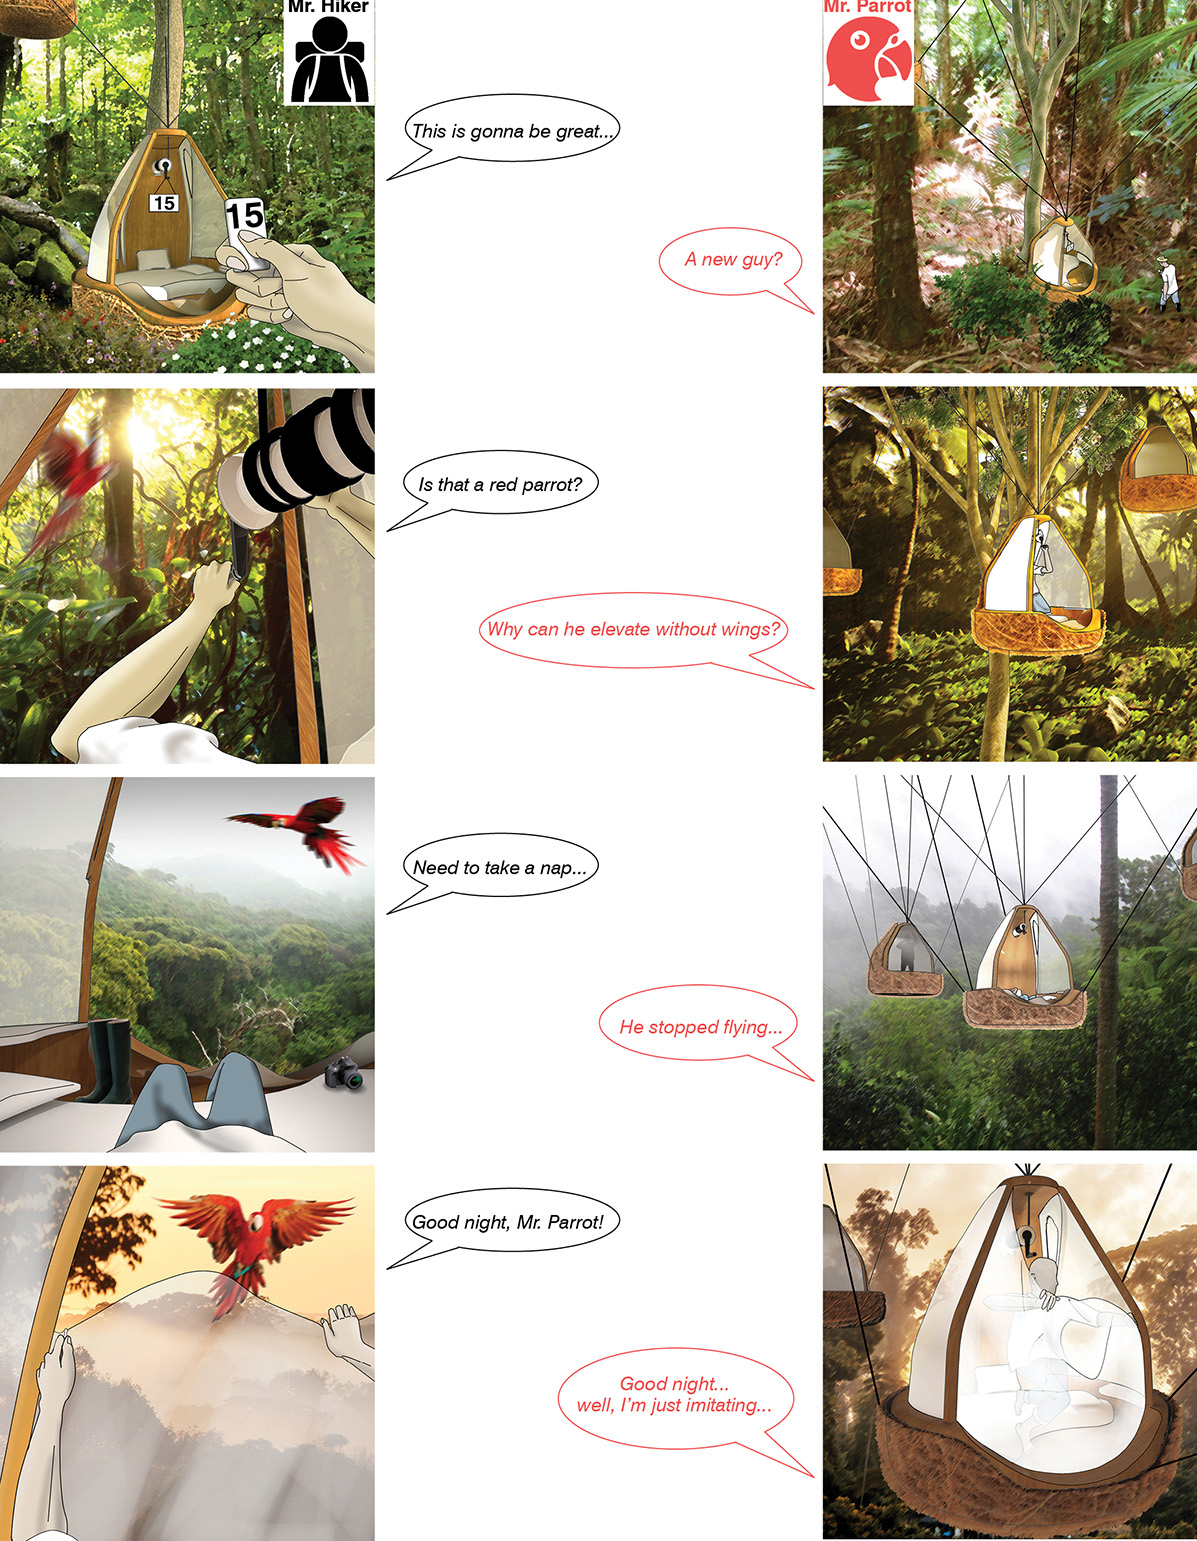 Mr. Hiker
Mr. Parrot
15
15
This is gonna be great...
A new guy?
Is that a red parrot?
Why can he elevate without wings?
Need to take a nap...
He stopped flying...
Good night, Mr. Parrot!
Good night...
well, I'm just imitating...